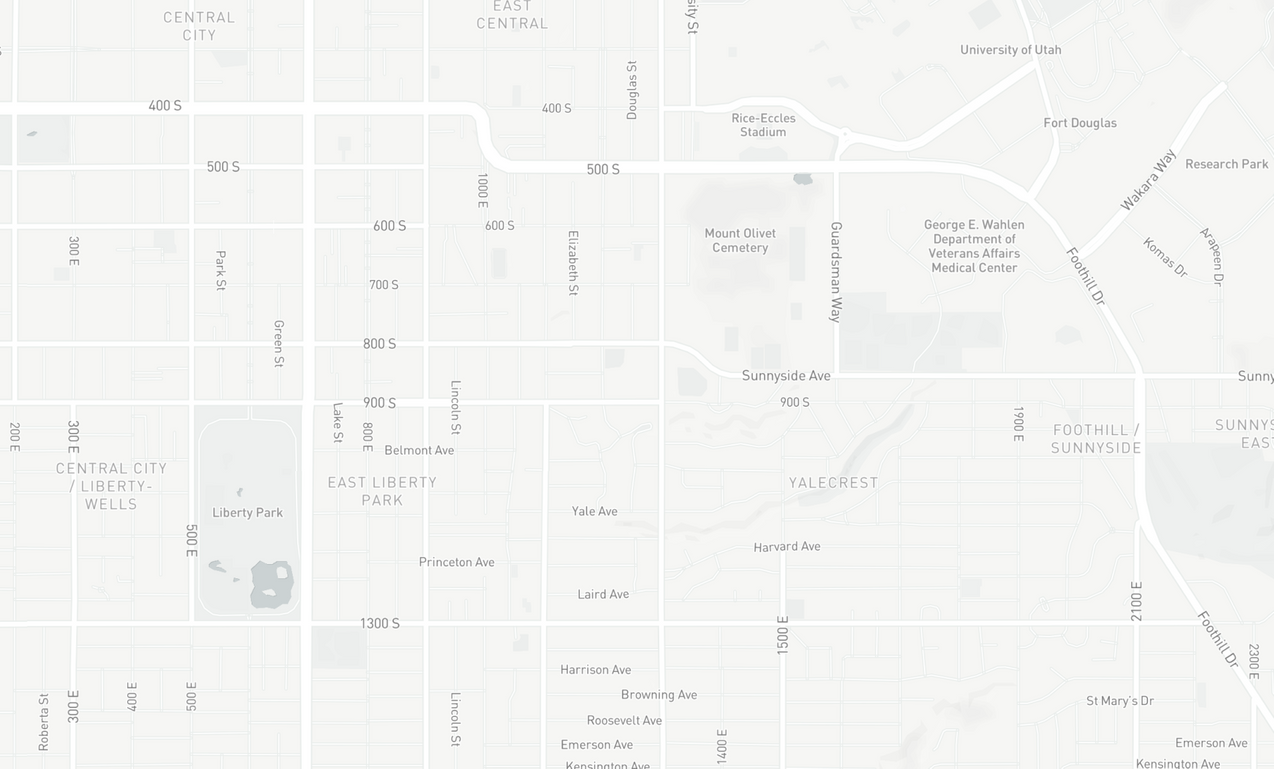 CENTRAL
CITY
EAST
CENTRAL
sity St
University of Utah
Douglas St
400 S
400 S
Rice-Eccles
Stadium
Fort Douglas
500 S
500 S
Wakara Way
Research Park
1000 E
600 S
600 S
300 E
Park St
Elizabeth St
Mount Olivet
Cemetery
Guardsman Way
George E. Wahlen
Department of
Veterans Affairs
Medical Center
Foothill Dr
Komas Dr
Arapeen Dr
700 S
Green St
800 S
Sunnyside Ave
Sunny
900 S
900 S
200 E
300 E
Lake St
800 E
Lincoln St
1900 E
Belmont Ave
FOOTHILL /
SUNNYSIDE
SUNNYS
EAST
CENTRAL CITY
/ LIBERTY-
WELLS
EAST LIBERTY
PARK
YALECREST
Liberty Park
Yale Ave
500 E
Harvard Ave
Princeton Ave
Laird Ave
2100 E
1300 S
1500 E
Foothill Dr
2300 E
Harrison Ave
Roberta St
300 E
400 E
500 E
Lincoln St
Browning Ave
St Mary's Dr
Roosevelt Ave
1400 E
Emerson Ave
Emerson Ave
Kensington Ave
Kensington Ave